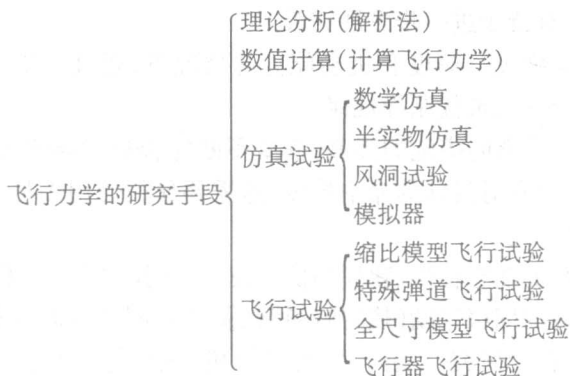 理论分析(解析法)
数值计算(计算飞行力学)
数学仿真
半实物仿真
仿真试验
风洞试验
模拟器
飞行力学的研究手段
缩比模型飞行试验
特殊弹道飞行试验
飞行试验
全尺寸模型飞行试验
飞行器飞行试验